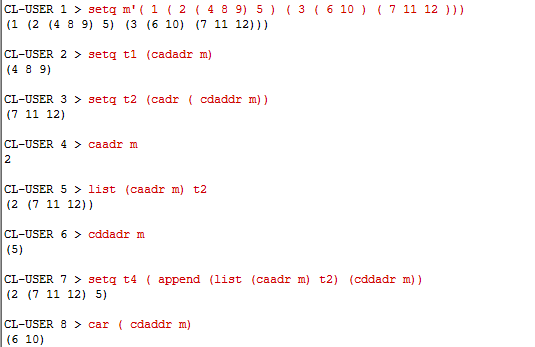 CL-USER 1 > setq m'( 1 ( 2 ( 4 8 9) 5 ) ( 3 ( 6 10 ) ( 7 11 12 )))
(1 (2 (4 8 9) 5) (3 (6 10) (7 11 12)))
CL-USER 2 > setq t1 (cadadr m)
(4 8 9)
CL-USER 3 > setq t2 (cadr ( cdaddr m))
(7 11 12)
CL-USER 4 > caadr m
2
CL-USER 5 > list (caadr m) t2
(2 (7 11 12))
CL-USER 6 > cddadr m
(5)
CL-USER 7 > setq t4 ( append (list (caadr m) t2) (cddadr m))
(2 (7 11 12) 5)
CL-USER 8 > car ( cdaddr m)
(6 10)